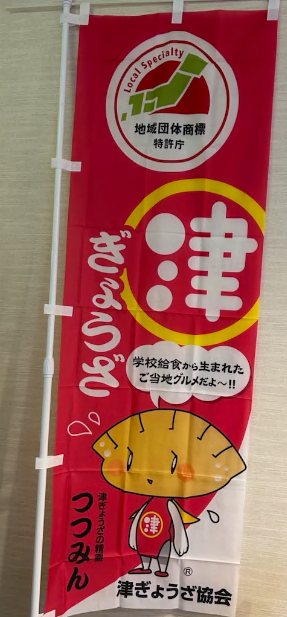 Local Specialty
地域団体商標
特許庁
津
ぎょうざ
学校給食から生まれた
ご当地グルメだよ〜!!
津ぎょうざの精霊
つつみん
津
®
津ぎょうざ協会